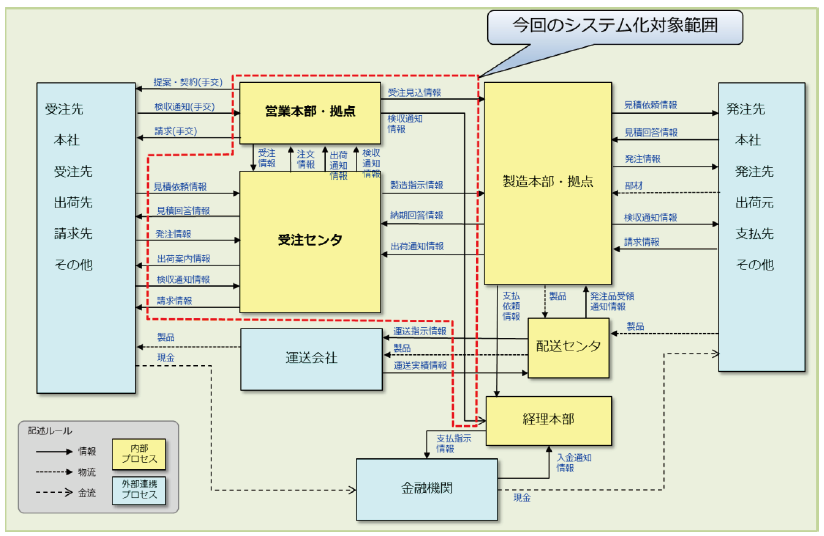 今回のシステム化対象範囲
受注先
本社
受注先
出荷先
請求先
その他
提案・契約(手交)
検収通知(手交)
請求(手交)
営業本部・拠点
受注見込情報
検収通知
情報
受注
情報
注文
情報
出荷
通知
情報
検収
通知
情報
見積依頼情報
見積回答情報
発注情報
出荷案内情報
検収通知情報
請求情報
受注センタ
製造指示情報
納期回答情報
出荷通知情報
製造本部・拠点
見積依頼情報
見積回答情報
発注情報
部材
検収通知情報
請求情報
発注先
本社
発注先
出荷元
支払先
その他
支払
依頼
情報
製品
発注品受領
通知情報
製品
現金
運送会社
運送指示情報
製品
運送実績情報
配送センタ
製品
経理本部
支払指示
情報
入金通知
情報
金融機関
現金
記述ルール
情報
物流
金流
内部
プロセス
外部連携
プロセス